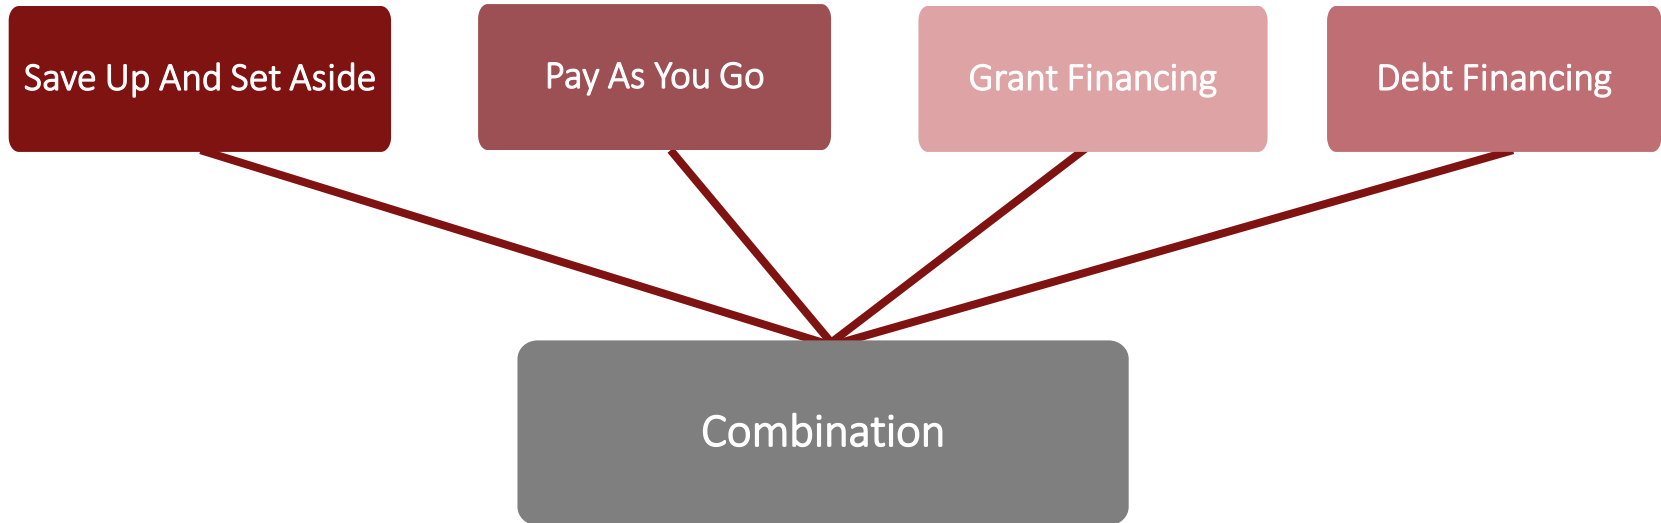 Save Up And Set Aside
Pay As You Go
Grant Financing
Debt Financing
Combination